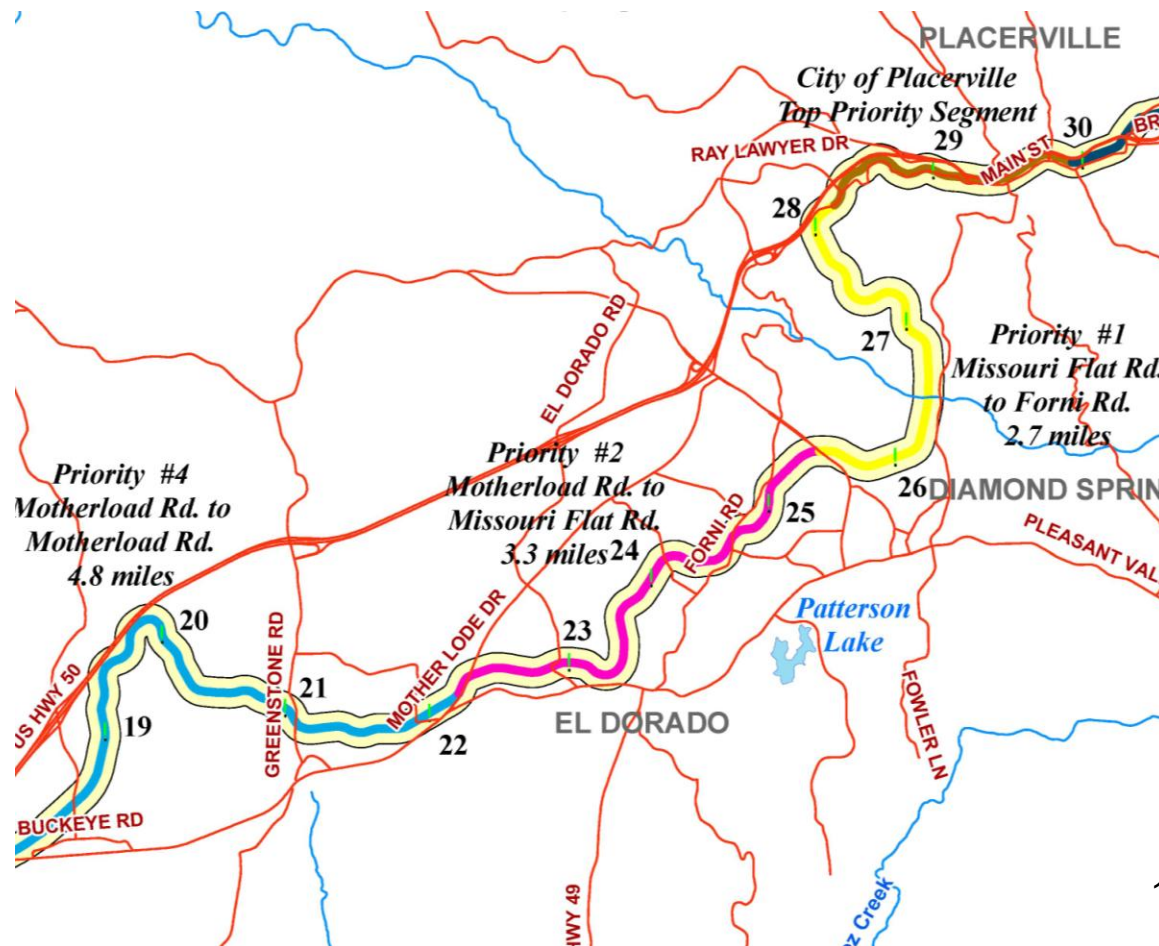 PLACERVILLE
City of Placerville
Top Priority Segment
29
30
BR
MAIN ST
RAY LAWYER DR
28
27
Priority #1
Missouri Flat Rd.
to Forni Rd.
2.7 miles
EL DORADO RD
Priority #2
Motherload Rd. to
Missouri Flat Rd.
3.3 miles
Priority #4
Motherload Rd. to
Motherload Rd.
4.8 miles
26
DIAMOND SPRIN
25
24
FORNI RD
PLEASANT VAL
Patterson
Lake
20
23
21
GREENSTONE RD
MOTHER LODE DR
22
US HWY 50
19
EL DORADO
FOWLER LN
BUCKEYE RD
HWY 49
oz Creek